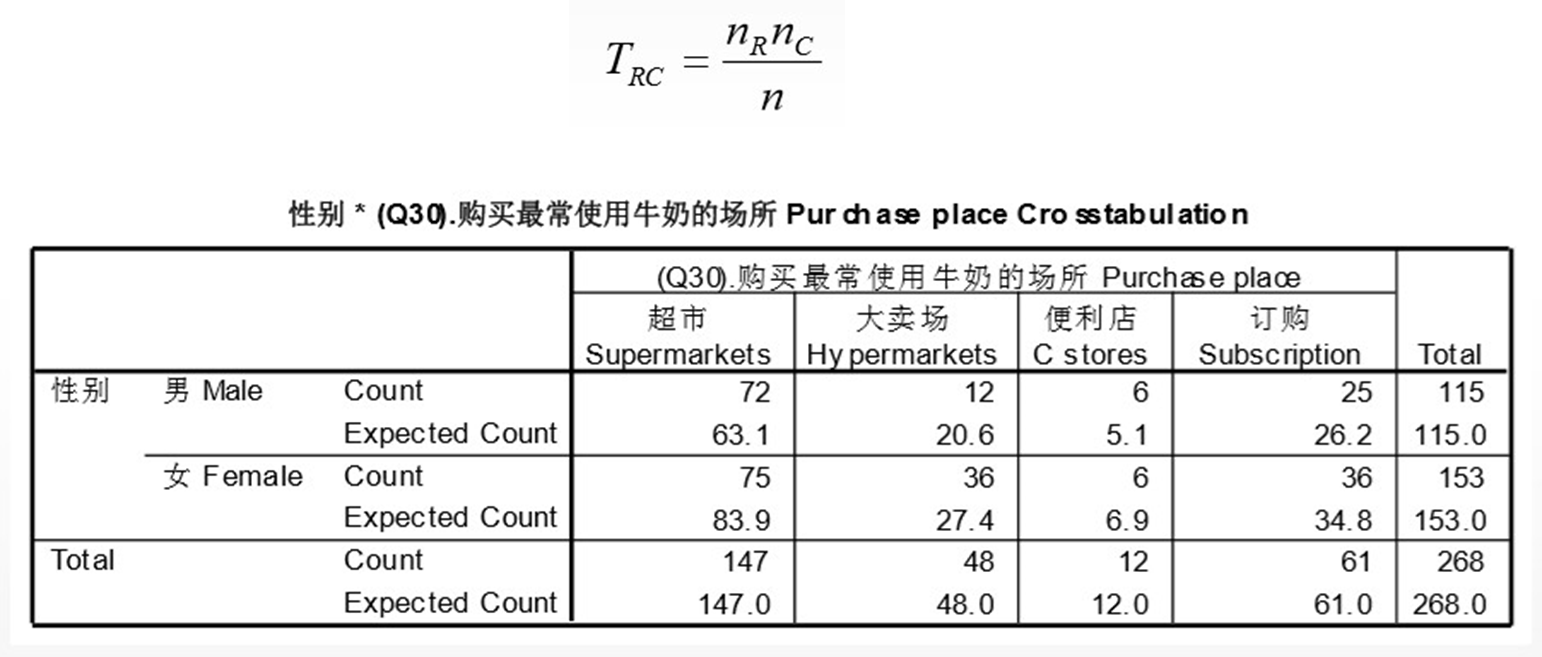 T_RC = n_R n_C / n
性别 * (Q30).购买最常使用牛奶的场所 Purchase place Crosstabulation
(Q30).购买最常使用牛奶的场所 Purchase place
超市 大卖场 便利店 订购
Supermarkets Hypermarkets C stores Subscription Total
性别 男 Male Count 72 12 6 25 115
Expected Count 63.1 20.6 5.1 26.2 115.0
女 Female Count 75 36 6 36 153
Expected Count 83.9 27.4 6.9 34.8 153.0
Total Count 147 48 12 61 268
Expected Count 147.0 48.0 12.0 61.0 268.0